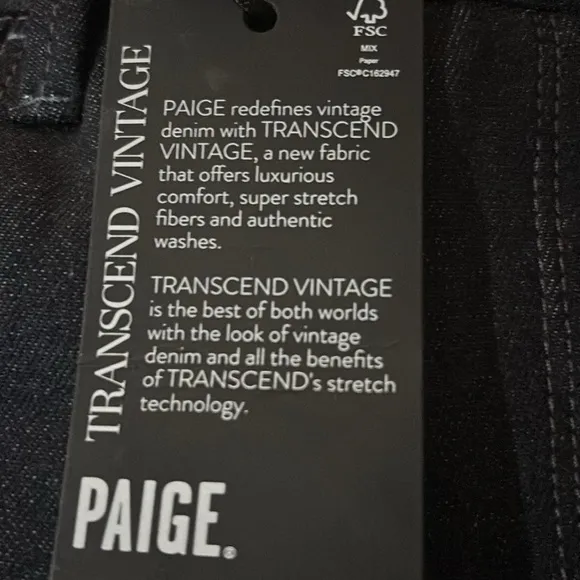 FSC
MIX
Paper
FSC® C162947
TRANSCEND VINTAGE
PAIGE redefines vintage
denim with TRANSCEND
VINTAGE, a new fabric
that offers luxurious
comfort, super stretch
fibers and authentic
washes.
TRANSCEND VINTAGE
is the best of both worlds
with the look of vintage
denim and all the benefits
of TRANSCEND's stretch
technology.
PAIGE®